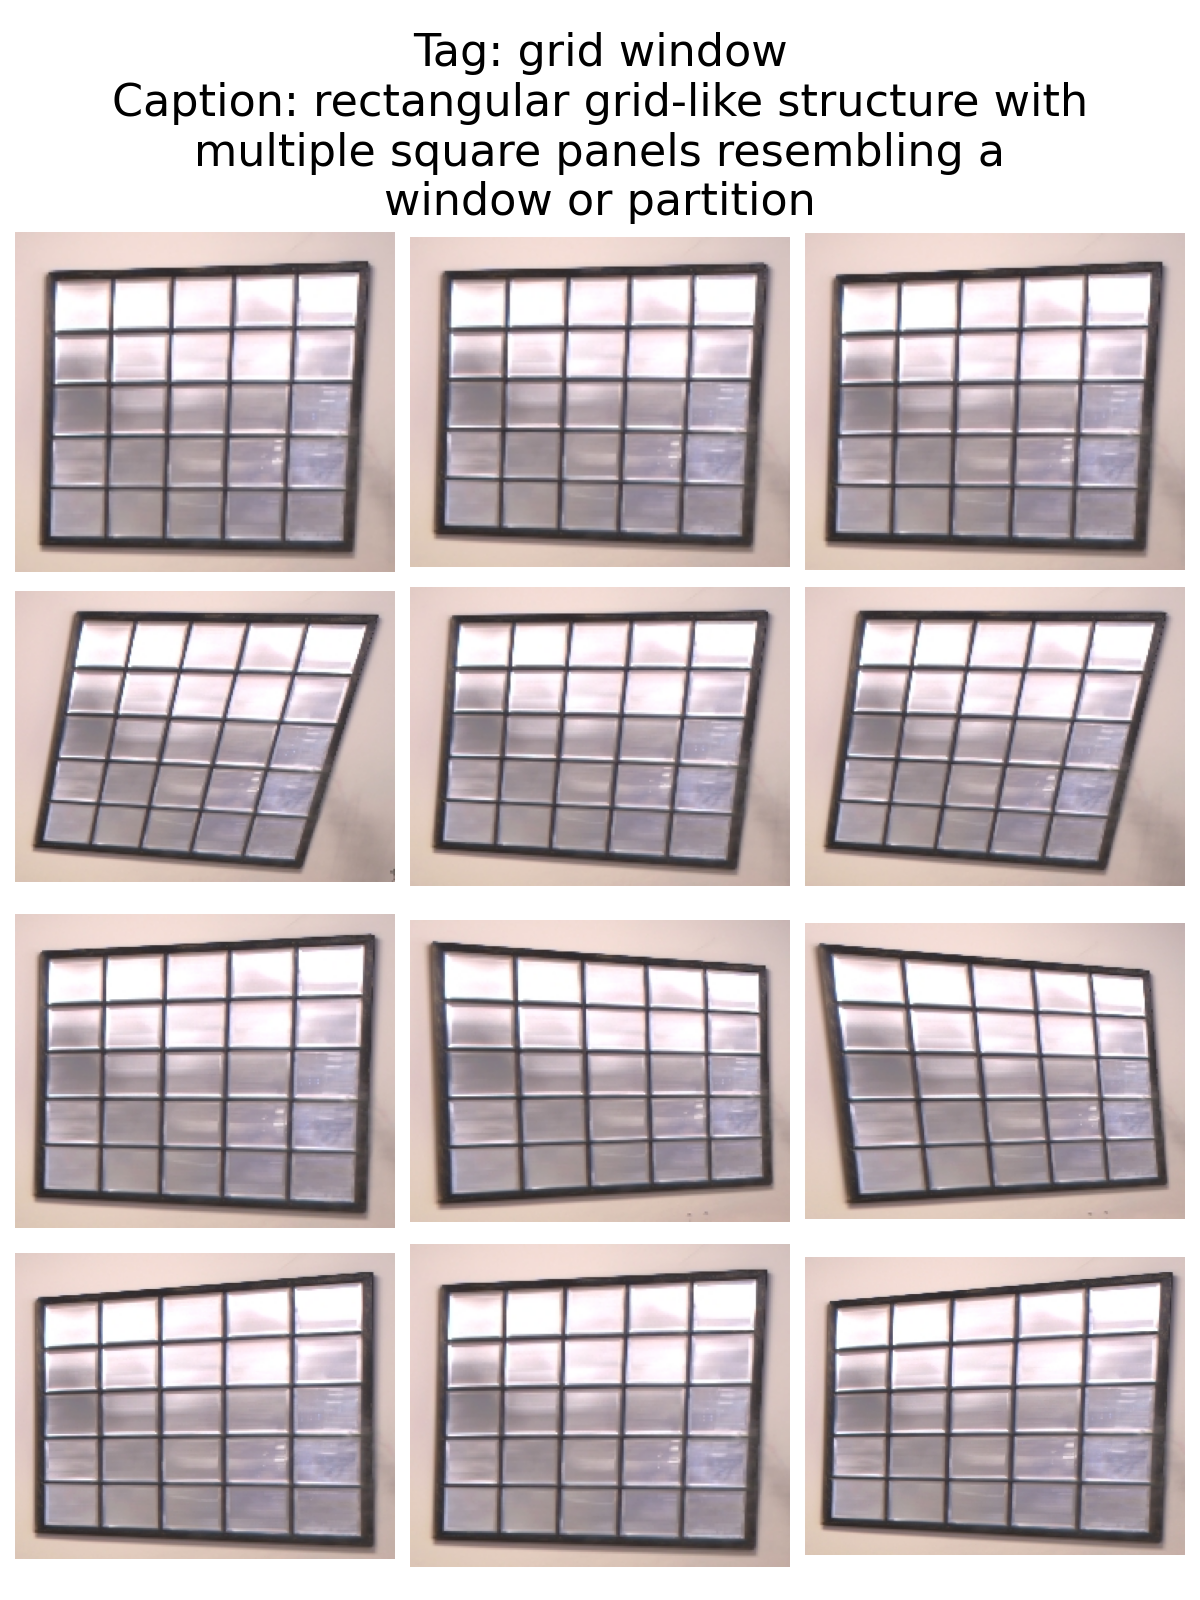 Tag: grid window
Caption: rectangular grid-like structure with
multiple square panels resembling a
window or partition